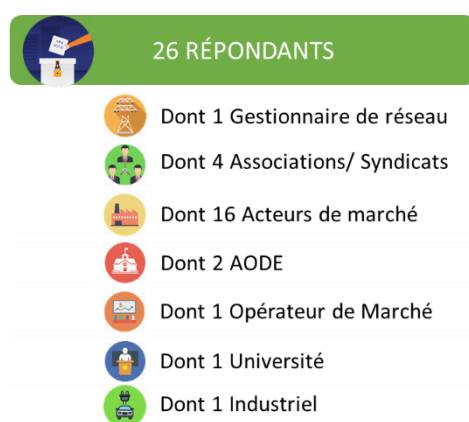 26 RÉPONDANTS
Dont 1 Gestionnaire de réseau
Dont 4 Associations/ Syndicats
Dont 16 Acteurs de marché
Dont 2 AODE
Dont 1 Opérateur de Marché
Dont 1 Université
Dont 1 Industriel